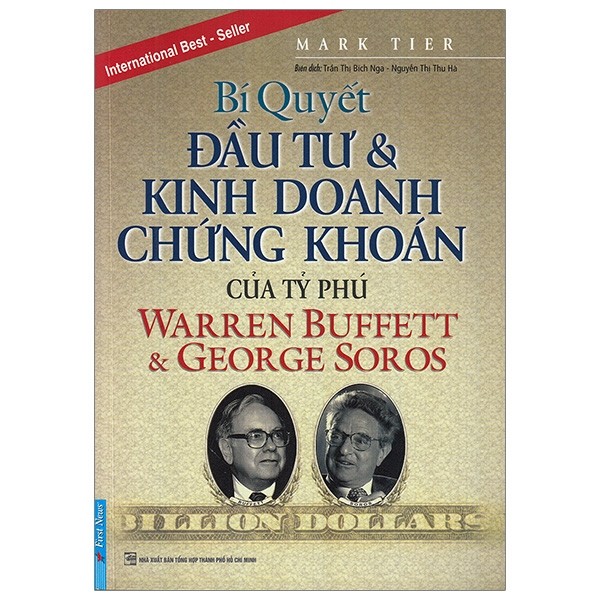 International Best - Seller
MARK TIER
Biên dịch: Trần Thị Bích Nga - Nguyễn Thị Thu Hà
Bí Quyết
ĐẦU TƯ &
KINH DOANH
CHỨNG KHOÁN
CỦA TỶ PHÚ
WARREN BUFFETT
& GEORGE SOROS
BUFFETT
SOROS
BILLION DOLLARS
First News
NHÀ XUẤT BẢN TỔNG HỢP THÀNH PHỐ HỒ CHÍ MINH